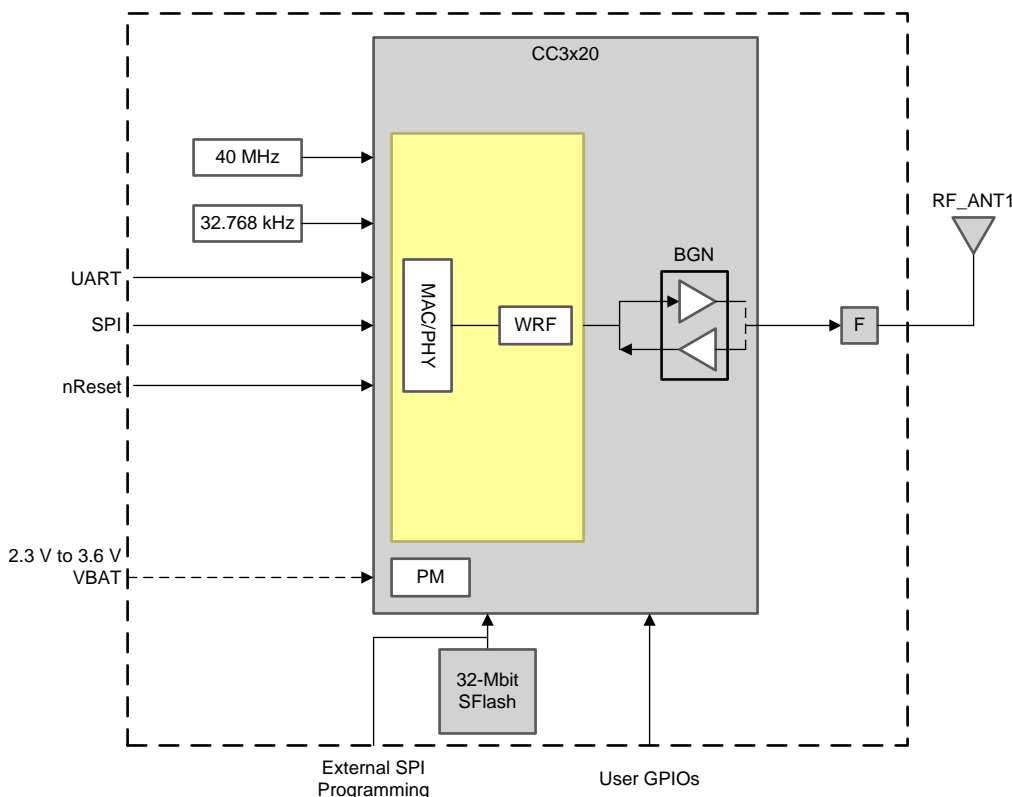 CC3x20
40 MHz
32.768 kHz
RF_ANT1
BGN
UART
SPI
nReset
MAC/PHY
WRF
F
2.3 V to 3.6 V
VBAT
PM
32-Mbit
SFlash
External SPI
Programming
User GPIOs